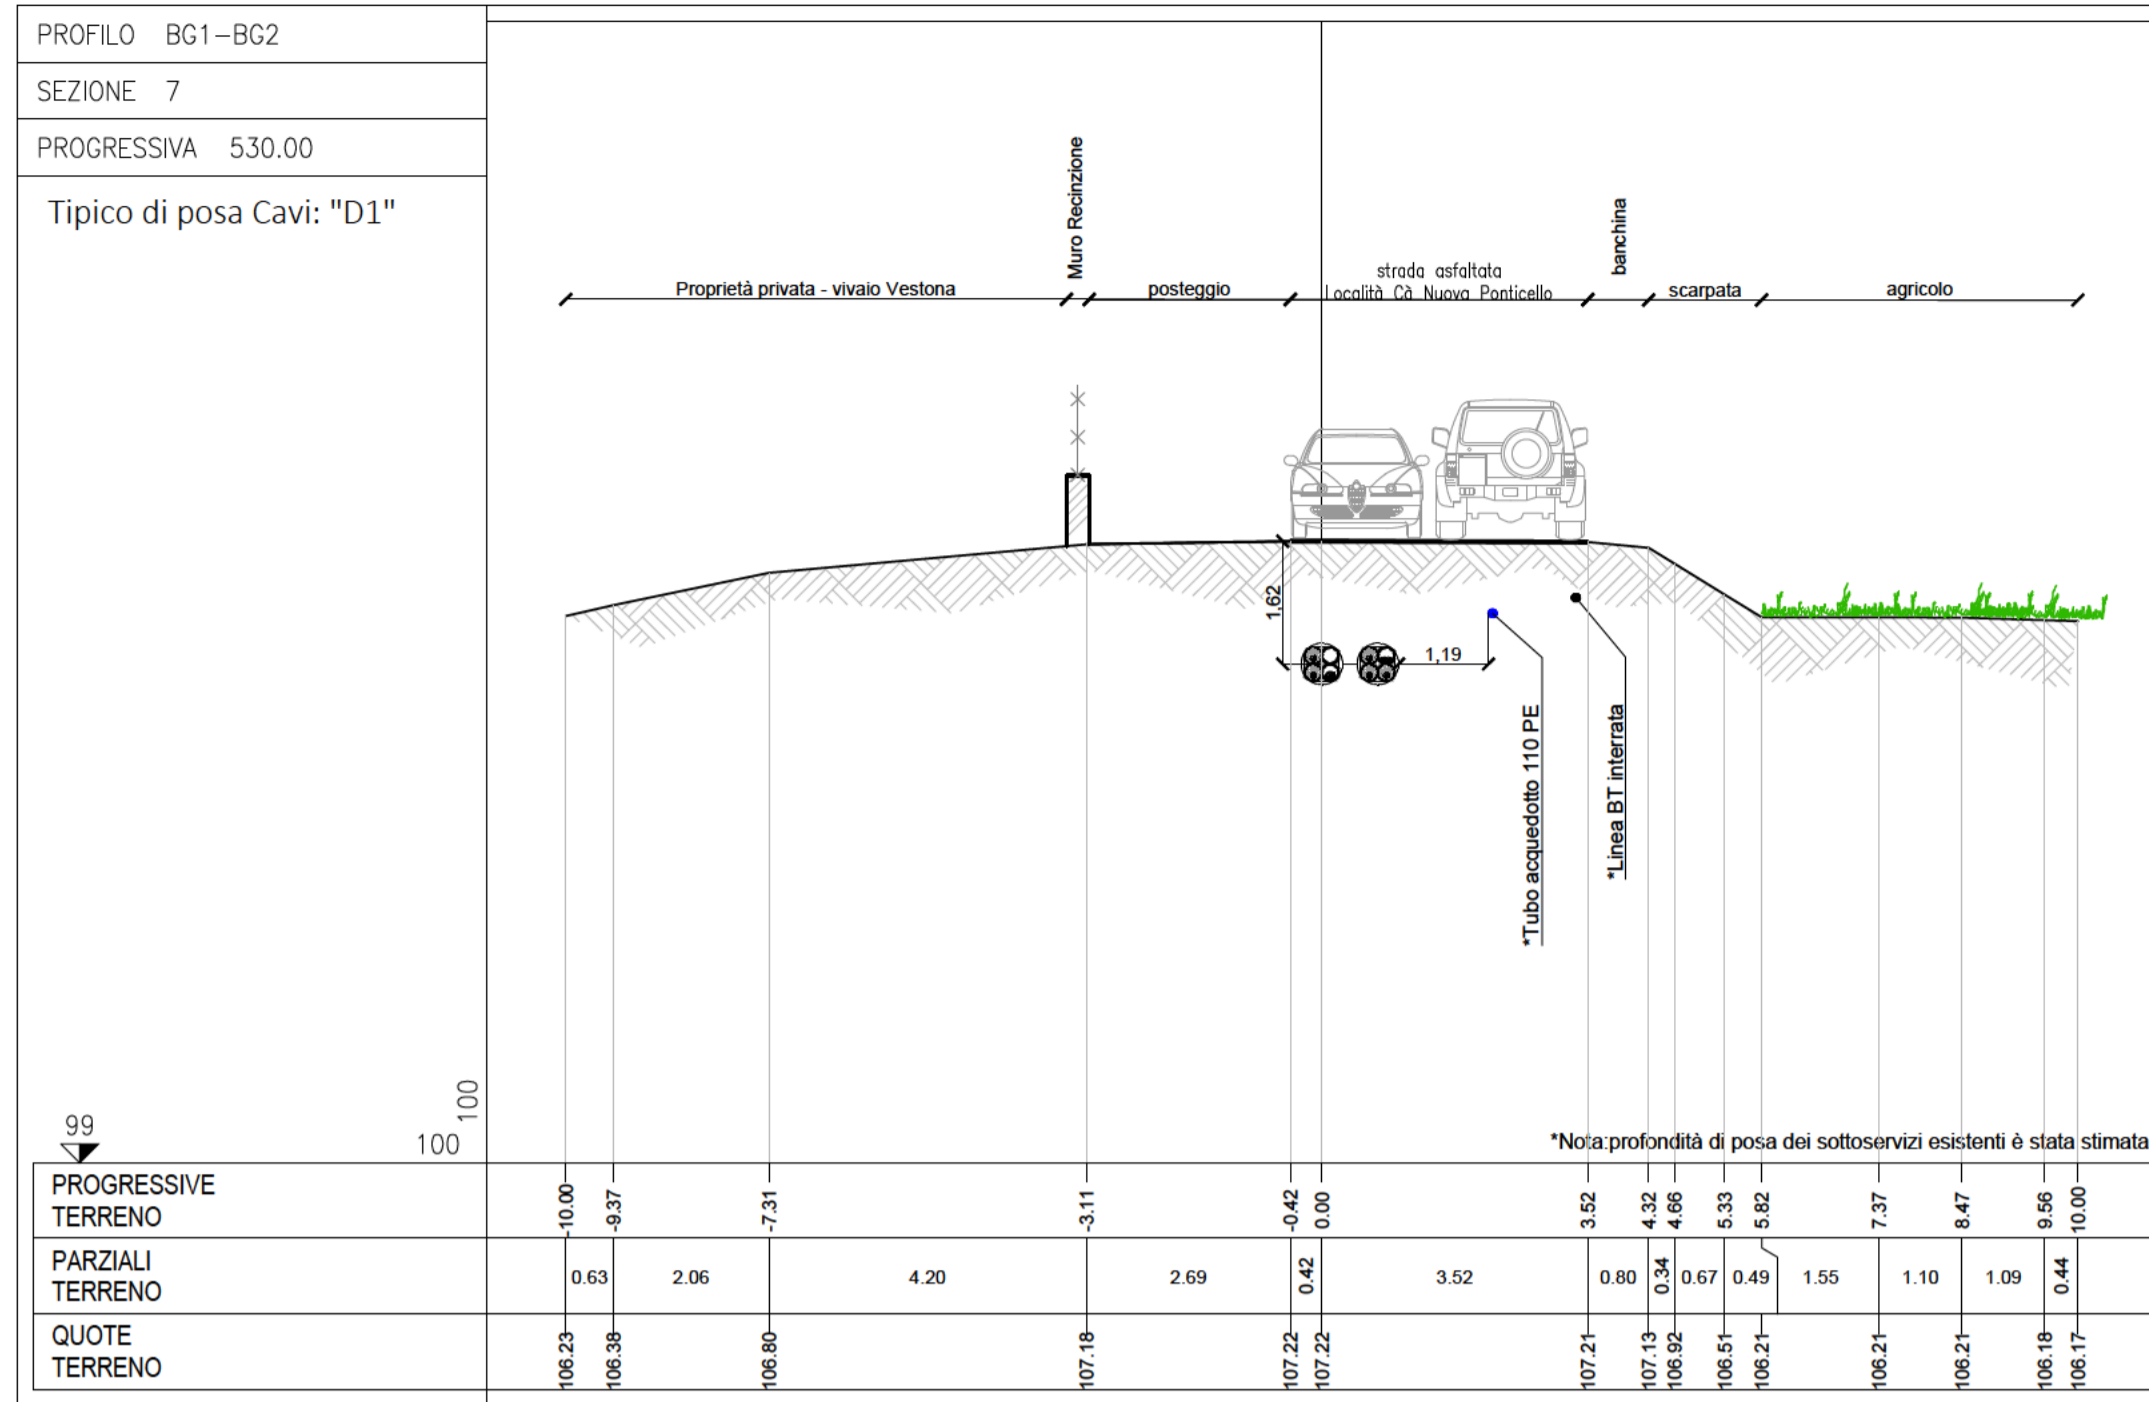 PROFILO BG1-BG2
SEZIONE 7
PROGRESSIVA 530.00
Tipico di posa Cavi: "D1"
Muro Recinzione
banchina
strada asfaltata
Località Cà Nuova Ponticello
Proprietà privata - vivaio Vestona
posteggio
scarpata
agricolo
1,62
1,19
*Tubo acquedotto 110 PE
*Linea BT interrata
99
100
100
*Nota:profondità di posa dei sottoservizi esistenti è stata stimata
PROGRESSIVE
TERRENO
-10.00 -9.37 -7.31 -3.11 -0.42 0.00 3.52 4.32 4.66 5.33 5.82 7.37 8.47 9.56 10.00
PARZIALI
TERRENO
0.63 2.06 4.20 2.69 0.42 3.52 0.80 0.34 0.67 0.49 1.55 1.10 1.09 0.44
QUOTE
TERRENO
106.23 106.38 106.80 107.18 107.22 107.22 107.21 107.13 106.92 106.51 106.21 106.21 106.21 106.18 106.17